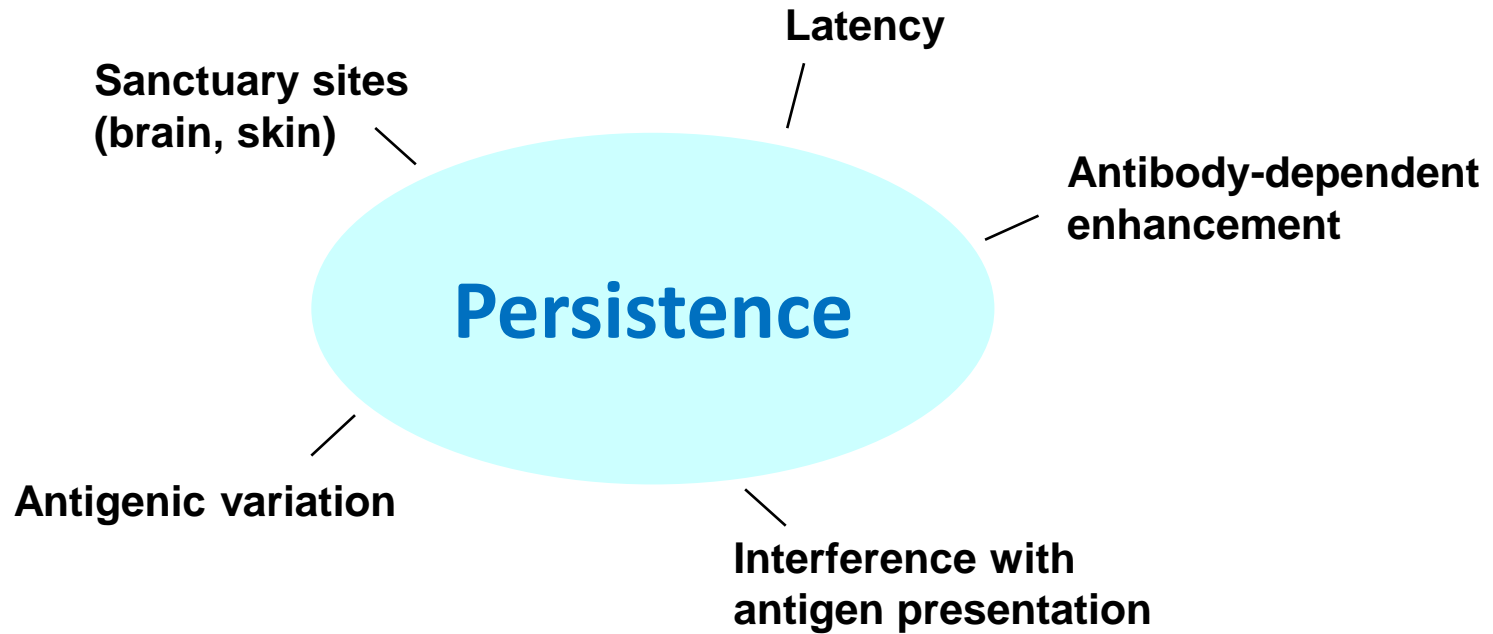 Latency
Sanctuary sites
(brain, skin)
Antibody-dependent
enhancement
Persistence
Antigenic variation
Interference with
antigen presentation